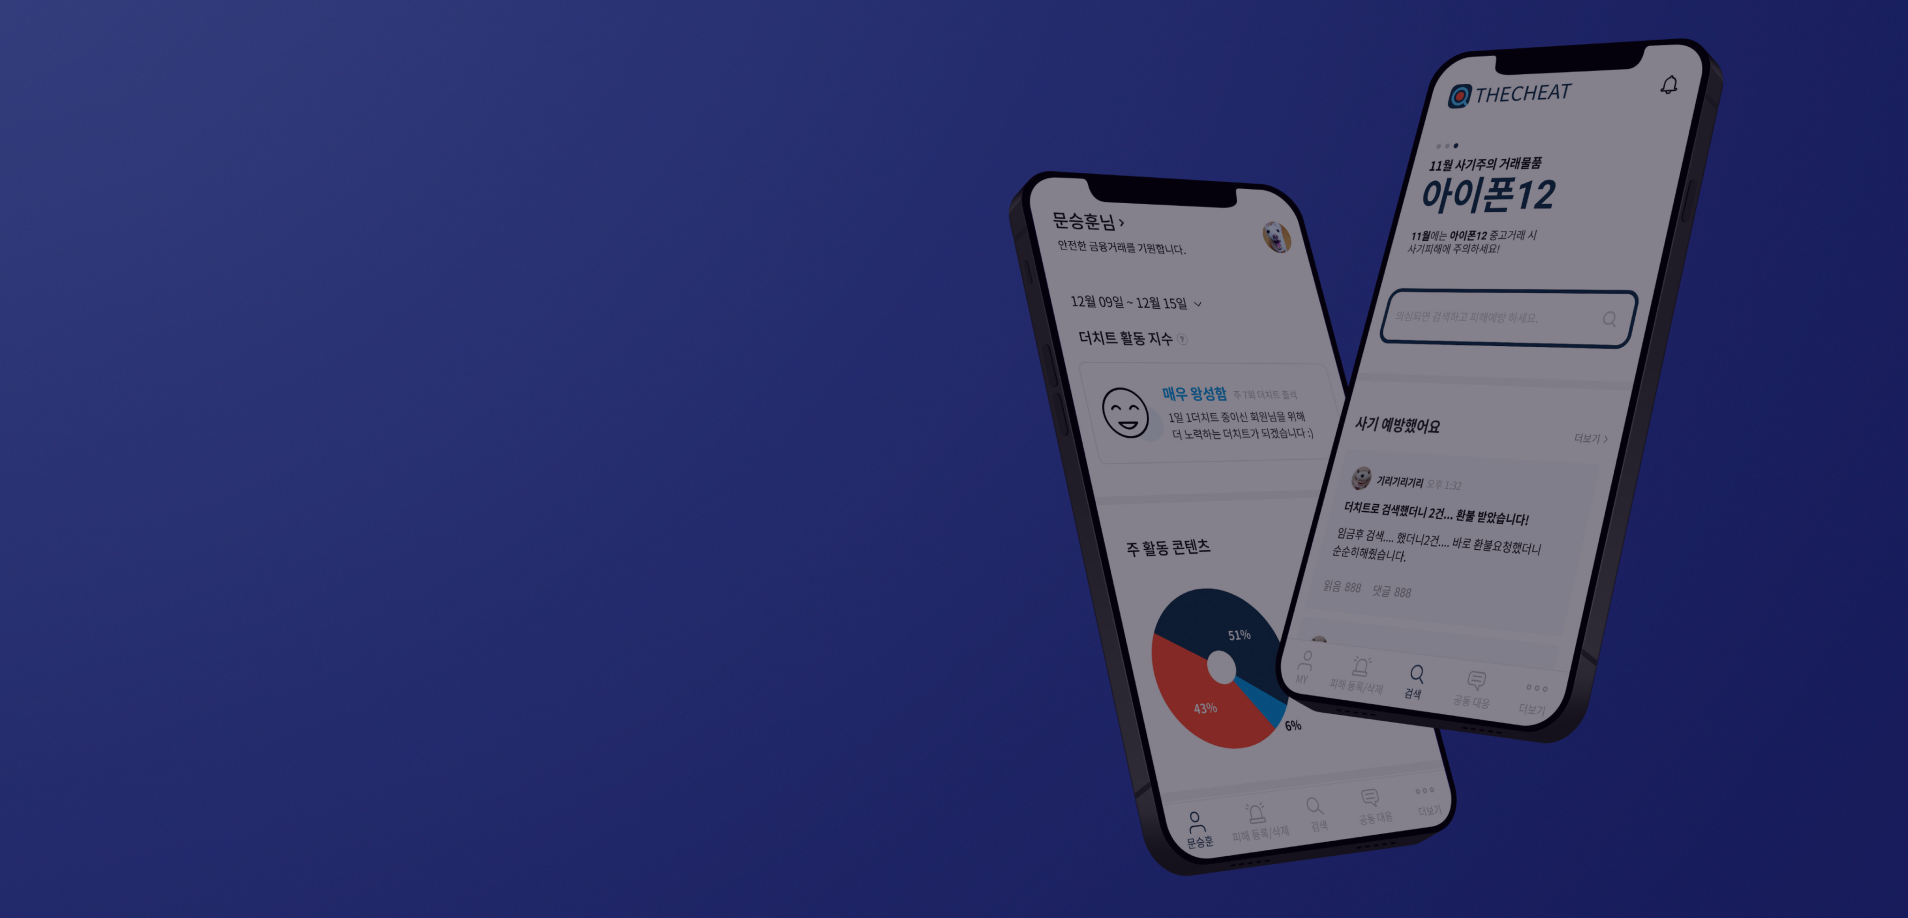 문승훈님
안전한 금융거래를 기원합니다.
12월 09일 ~ 12월 15일
더치트 활동 지수 ?
매우 왕성함 주 7회 더치트 출석
1일 1더치트 중이신 회원님을 위해
더 노력하는 더치트가 되겠습니다 :)
주 활동 콘텐츠
51%
43%
6%
문승훈 피해 등록/삭제 검색 공동 대응 더보기
THECHEAT
11월 사기주의 거래물품
아이폰12
11월에는 아이폰12 중고거래 시
사기피해에 주의하세요!
의심되면 검색하고 피해예방 하세요.
사기 예방했어요
더보기
기리기리기리 오후 1:32
더치트로 검색했더니 2건... 환불 받았습니다!
입금후 검색.... 했더니2건.... 바로 환불요청했더니
순순히해줬습니다.
읽음 888 댓글 888
MY 피해 등록/삭제 검색 공동 대응 더보기